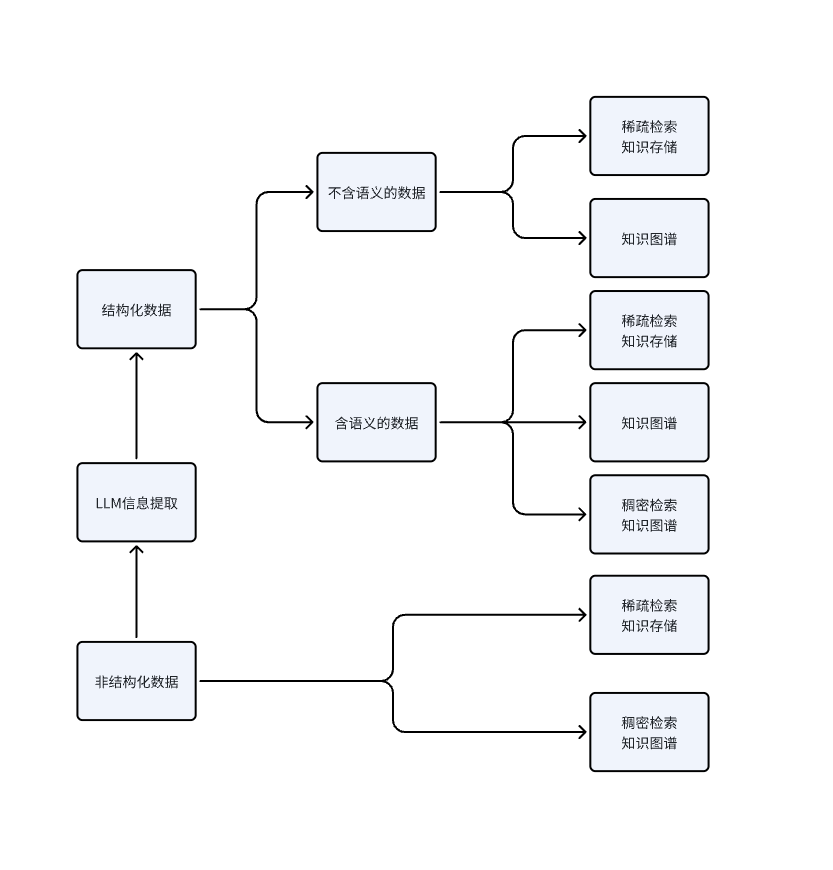 稀疏检索
知识存储
不含语义的数据
知识图谱
结构化数据
稀疏检索
知识存储
含语义的数据
知识图谱
LLM信息提取
稠密检索
知识图谱
稀疏检索
知识存储
非结构化数据
稠密检索
知识图谱